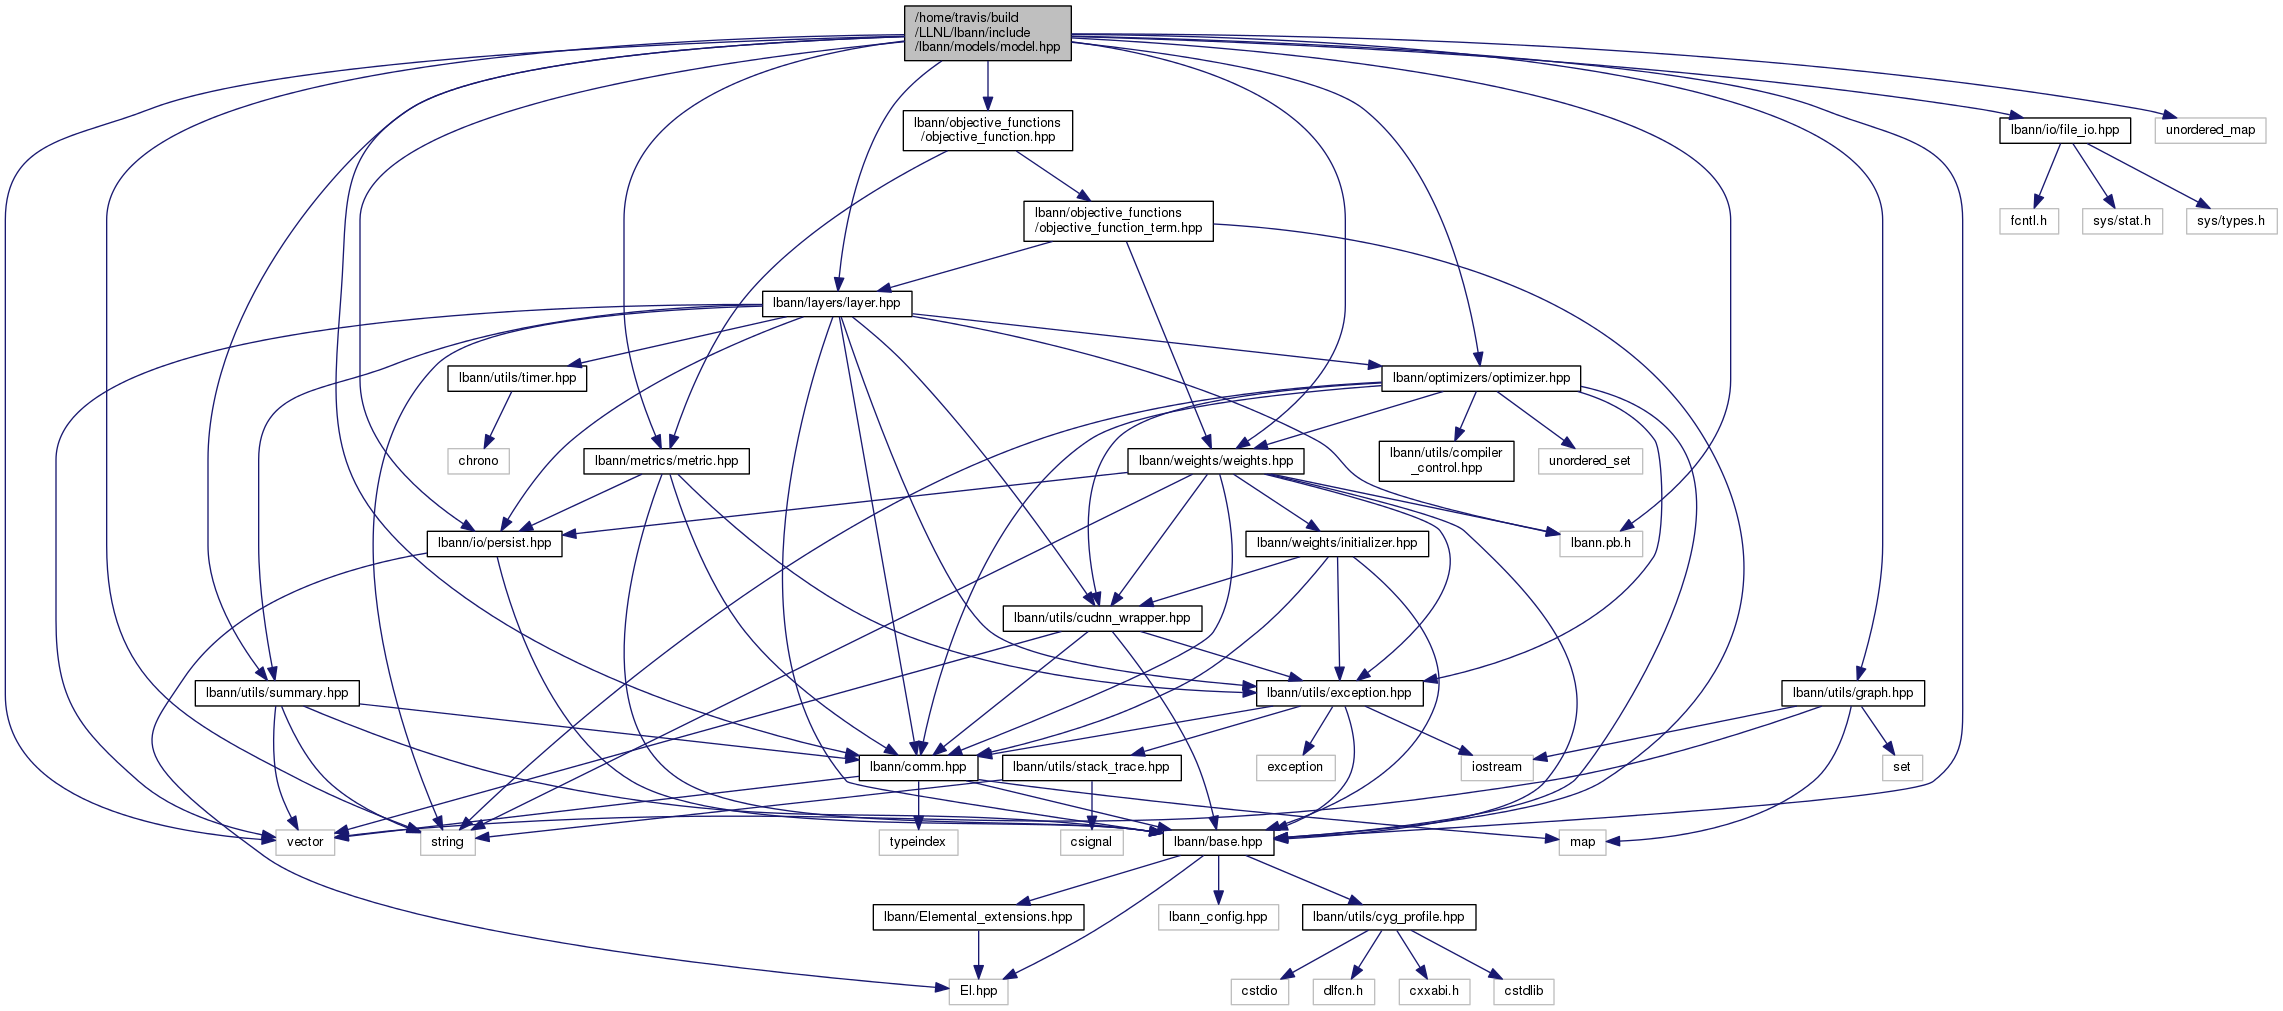 /home/travis/build
/LLNL/lbann/include
/lbann/models/model.hpp
lbann/objective_functions
/objective_function.hpp
lbann/io/file_io.hpp
unordered_map
lbann/objective_functions
/objective_function_term.hpp
fcntl.h
sys/stat.h
sys/types.h
lbann/layers/layer.hpp
lbann/utils/timer.hpp
lbann/optimizers/optimizer.hpp
chrono
lbann/metrics/metric.hpp
lbann/weights/weights.hpp
lbann/utils/compiler
_control.hpp
unordered_set
lbann/io/persist.hpp
lbann/weights/initializer.hpp
lbann.pb.h
lbann/utils/cudnn_wrapper.hpp
lbann/utils/summary.hpp
lbann/utils/exception.hpp
lbann/utils/graph.hpp
lbann/comm.hpp
lbann/utils/stack_trace.hpp
exception
iostream
set
vector
string
typeindex
csignal
lbann/base.hpp
map
lbann/Elemental_extensions.hpp
lbann_config.hpp
lbann/utils/cyg_profile.hpp
El.hpp
cstdio
dlfcn.h
cxxabi.h
cstdlib